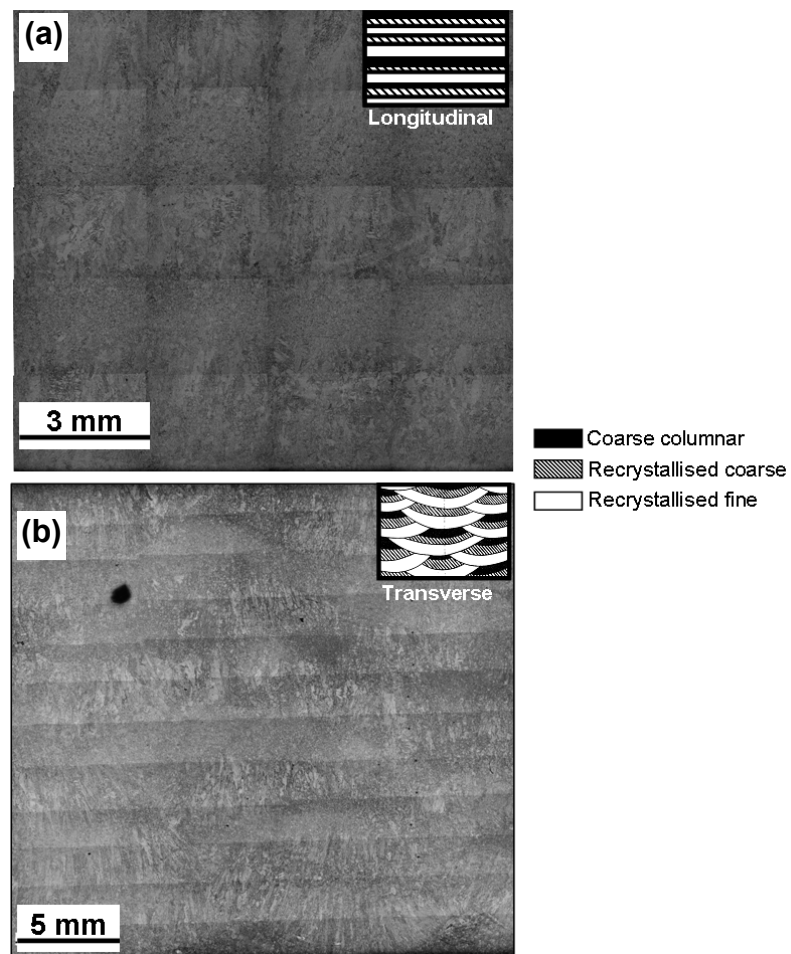 (a)
Longitudinal
3 mm
Coarse columnar
Recrystallised coarse
Recrystallised fine
(b)
Transverse
5 mm